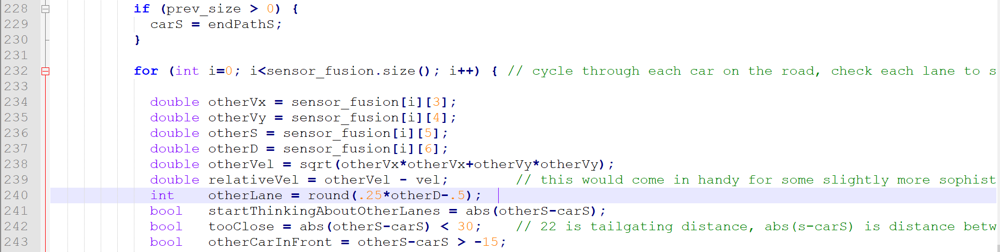 228 if (prev_size > 0) {
229 carS = endPathS;
230 }
231
232 for (int i=0; i<sensor_fusion.size(); i++) { // cycle through each car on the road, check each lane to s
233
234 double otherVx = sensor_fusion[i][3];
235 double otherVy = sensor_fusion[i][4];
236 double otherS = sensor_fusion[i][5];
237 double otherD = sensor_fusion[i][6];
238 double otherVel = sqrt(otherVx*otherVx+otherVy*otherVy);
239 double relativeVel = otherVel - vel; // this would come in handy for some slightly more sophist
240 int otherLane = round(.25*otherD-.5);
241 bool startThinkingAboutOtherLanes = abs(otherS-carS);
242 bool tooClose = abs(otherS-carS) < 30; // 22 is tailgating distance, abs(s-carS) is distance betw
243 bool otherCarInFront = otherS-carS > -15;